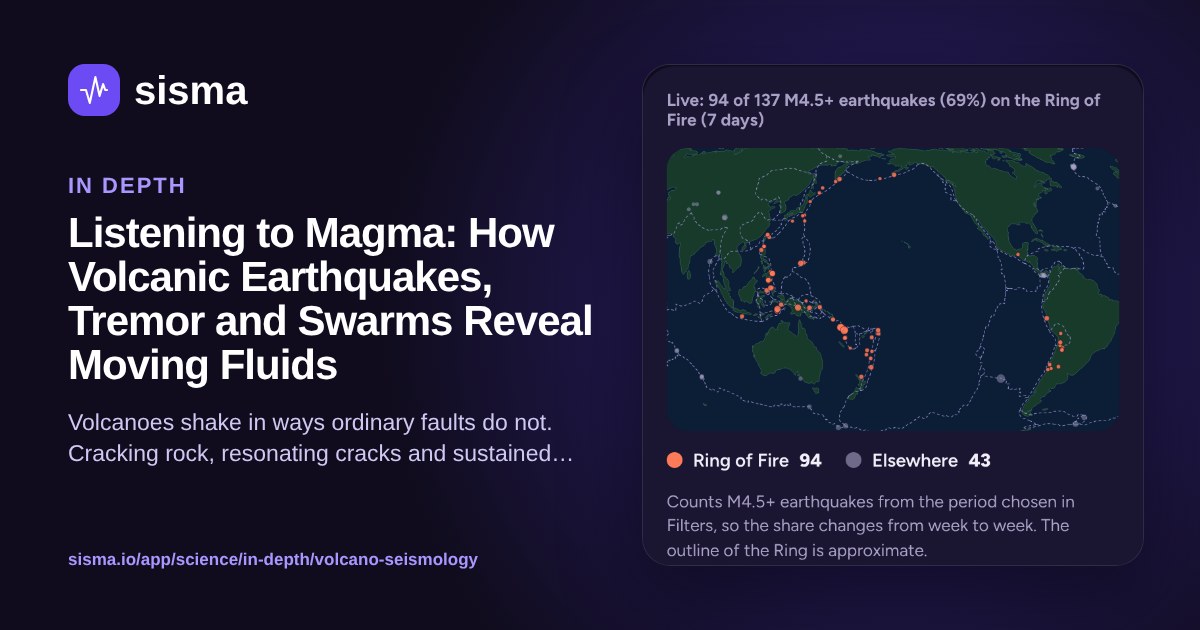 sisma
IN DEPTH
Listening to Magma: How
Volcanic Earthquakes,
Tremor and Swarms Reveal
Moving Fluids
Volcanoes shake in ways ordinary faults do not.
Cracking rock, resonating cracks and sustained…
sisma.io/app/science/in-depth/volcano-seismology
Live: 94 of 137 M4.5+ earthquakes (69%) on the Ring of
Fire (7 days)
Ring of Fire 94 Elsewhere 43
Counts M4.5+ earthquakes from the period chosen in
Filters, so the share changes from week to week. The
outline of the Ring is approximate.